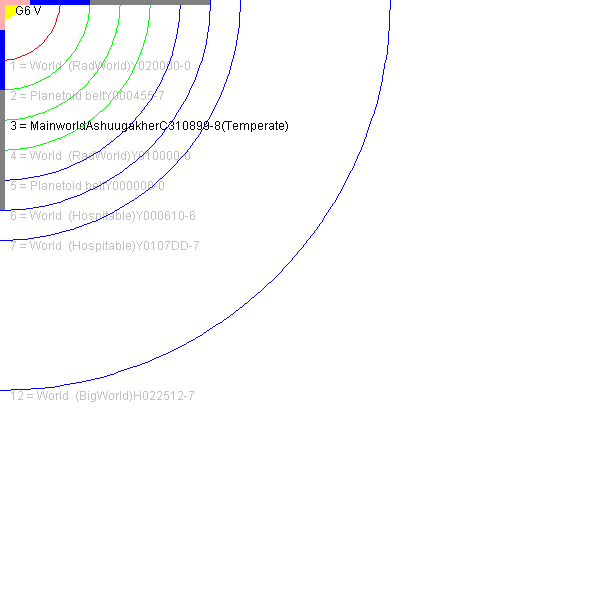 G6 V
1 = World  (RadWorld)Y020000-0
2 = Planetoid beltY000455-7
3 = MainworldAshuugakherC310899-8(Temperate)
4 = World  (RadWorld)Y010000-0
5 = Planetoid beltY000000-0
6 = World  (Hospitable)Y000610-6
7 = World  (Hospitable)Y0107DD-7
12 = World  (BigWorld)H022512-7